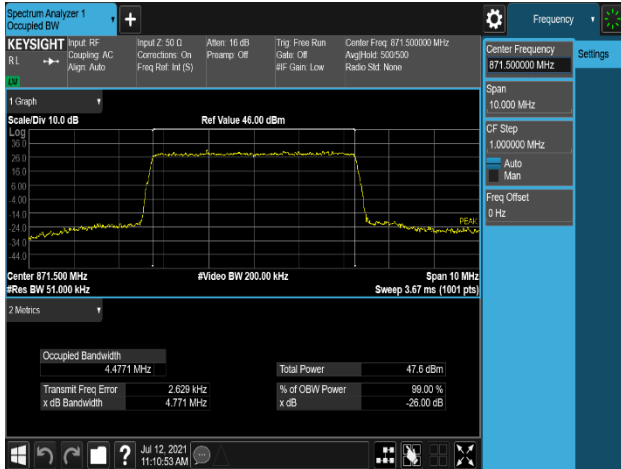 Spectrum Analyzer 1
Occupied BW
+
Frequency
KEYSIGHT
R L
Input: RF
Coupling: AC
Align: Auto
Input Z: 50 Ω
Corrections: On
Freq Ref: Int (S)
Atten: 16 dB
Preamp: Off
Trig: Free Run
Gate: Off
#IF Gain: Low
Center Freq: 871.500000 MHz
Avg|Hold: 500/500
Radio Std: None
LW
Center Frequency
871.500000 MHz
Settings
Span
10.000 MHz
CF Step
1.000000 MHz
Auto
Man
Freq Offset
0 Hz
1 Graph
Scale/Div 10.0 dB
Ref Value 46.00 dBm
Log
36.0
26.0
16.0
6.00
-4.00
-14.0
-24.0
-34.0
-44.0
PEAK
Center 871.500 MHz
#Video BW 200.00 kHz
Span 10 MHz
#Res BW 51.000 kHz
Sweep 3.67 ms (1001 pts)
2 Metrics
Occupied Bandwidth
4.4771 MHz
Total Power
47.6 dBm
Transmit Freq Error
2.629 kHz
% of OBW Power
99.00 %
x dB Bandwidth
4.771 MHz
x dB
-26.00 dB
?
Jul 12, 2021
11:10:53 AM